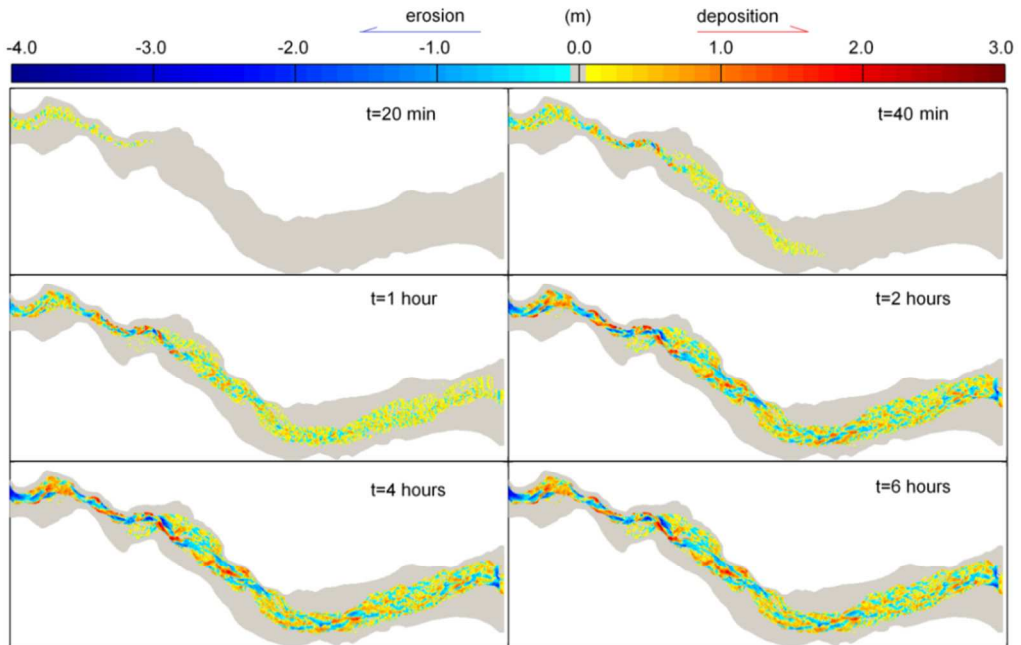 erosion (m) deposition
-4.0 -3.0 -2.0 -1.0 0.0 1.0 2.0 3.0
t=20 min t=40 min
t=1 hour t=2 hours
t=4 hours t=6 hours